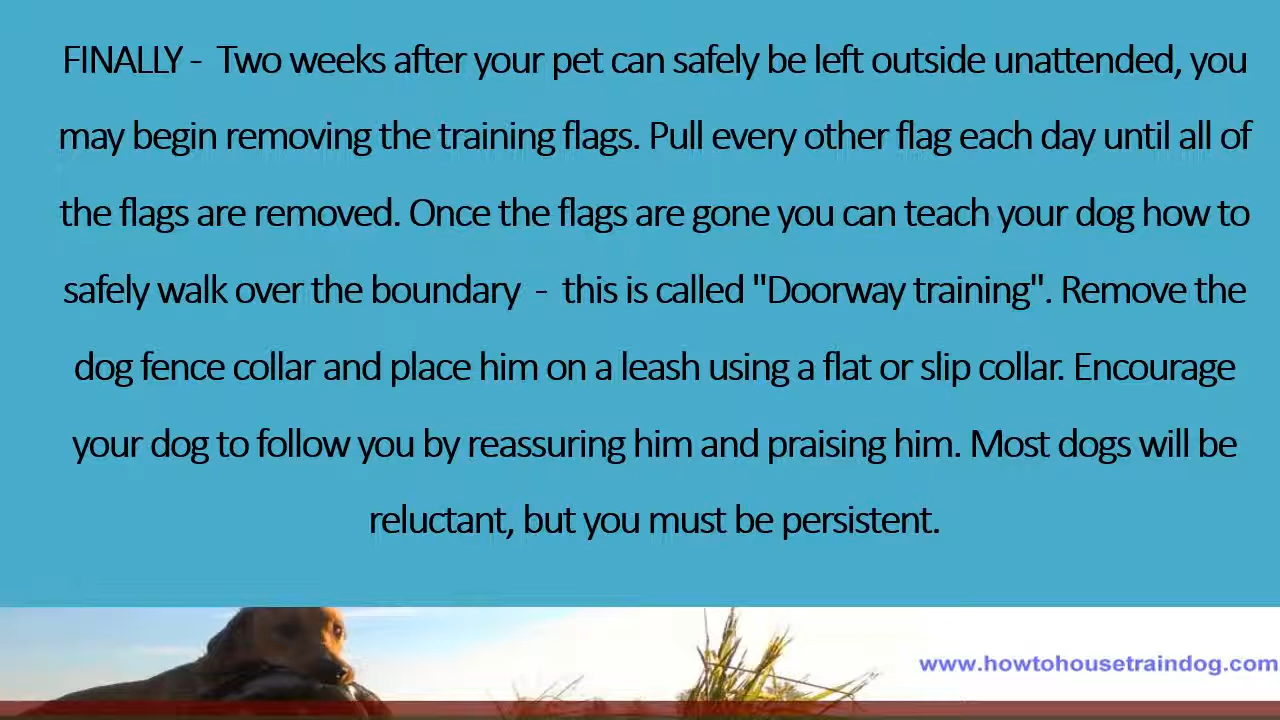 FINALLY - Two weeks after your pet can safely be left outside unattended, you
may begin removing the training flags. Pull every other flag each day until all of
the flags are removed. Once the flags are gone you can teach your dog how to
safely walk over the boundary - this is called "Doorway training". Remove the
dog fence collar and place him on a leash using a flat or slip collar. Encourage
your dog to follow you by reassuring him and praising him. Most dogs will be
reluctant, but you must be persistent.
www.howtohousetraindog.com